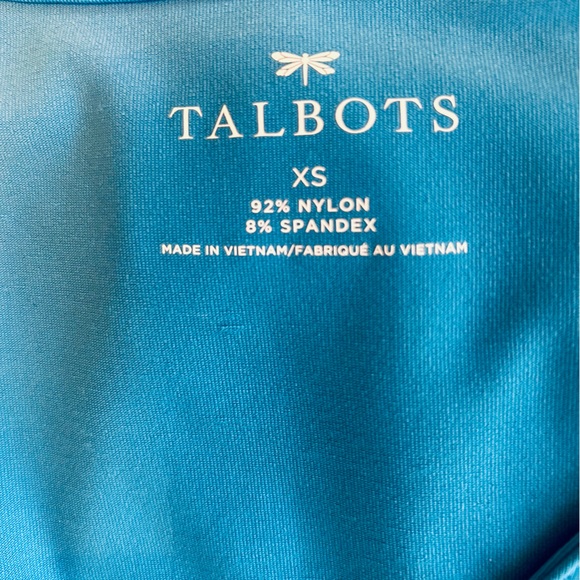 TALBOTS
XS
92% NYLON
8% SPANDEX
MADE IN VIETNAM/FABRIQUÉ AU VIETNAM